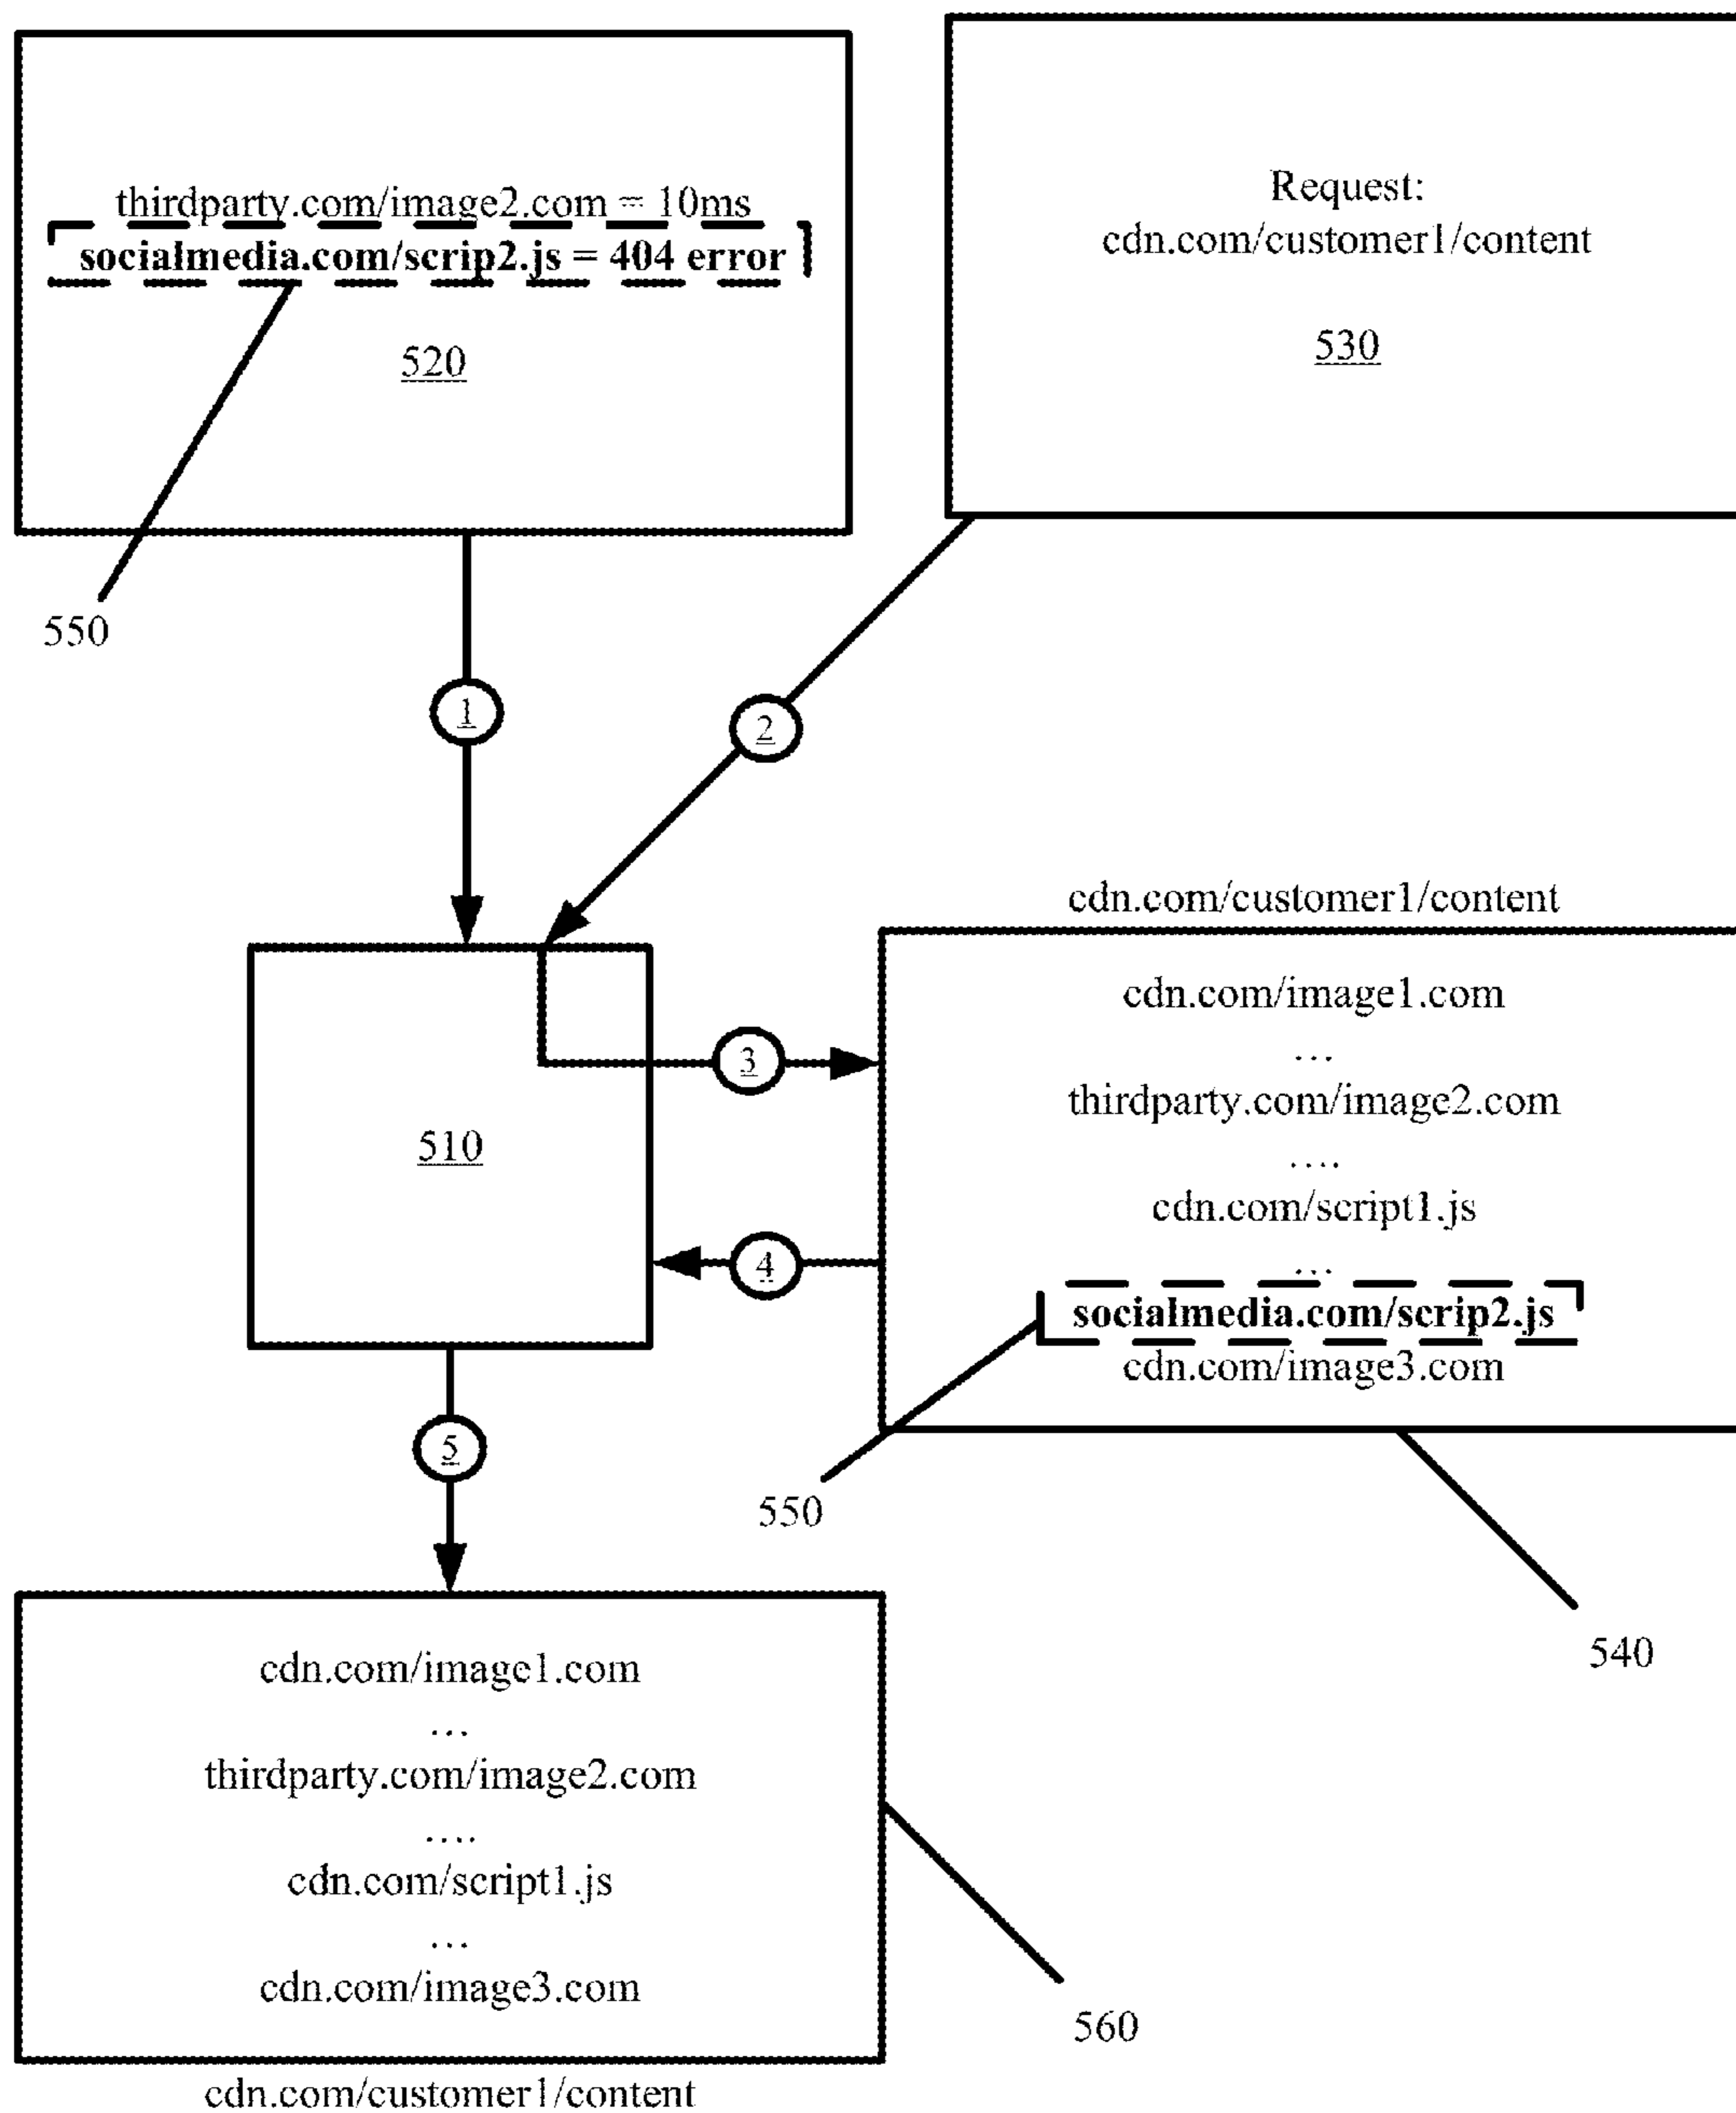 thirdparty.com/image2.com = 10ms
socialmedia.com/scrip2.js = 404 error
520
550
Request:
cdn.com/customer1/content
530
1
2
510
3
4
5
cdn.com/customer1/content
cdn.com/image1.com
...
thirdparty.com/image2.com
....
cdn.com/script1.js
...
socialmedia.com/scrip2.js
cdn.com/image3.com
550
540
cdn.com/image1.com
...
thirdparty.com/image2.com
....
cdn.com/script1.js
...
cdn.com/image3.com
560
cdn.com/customer1/content